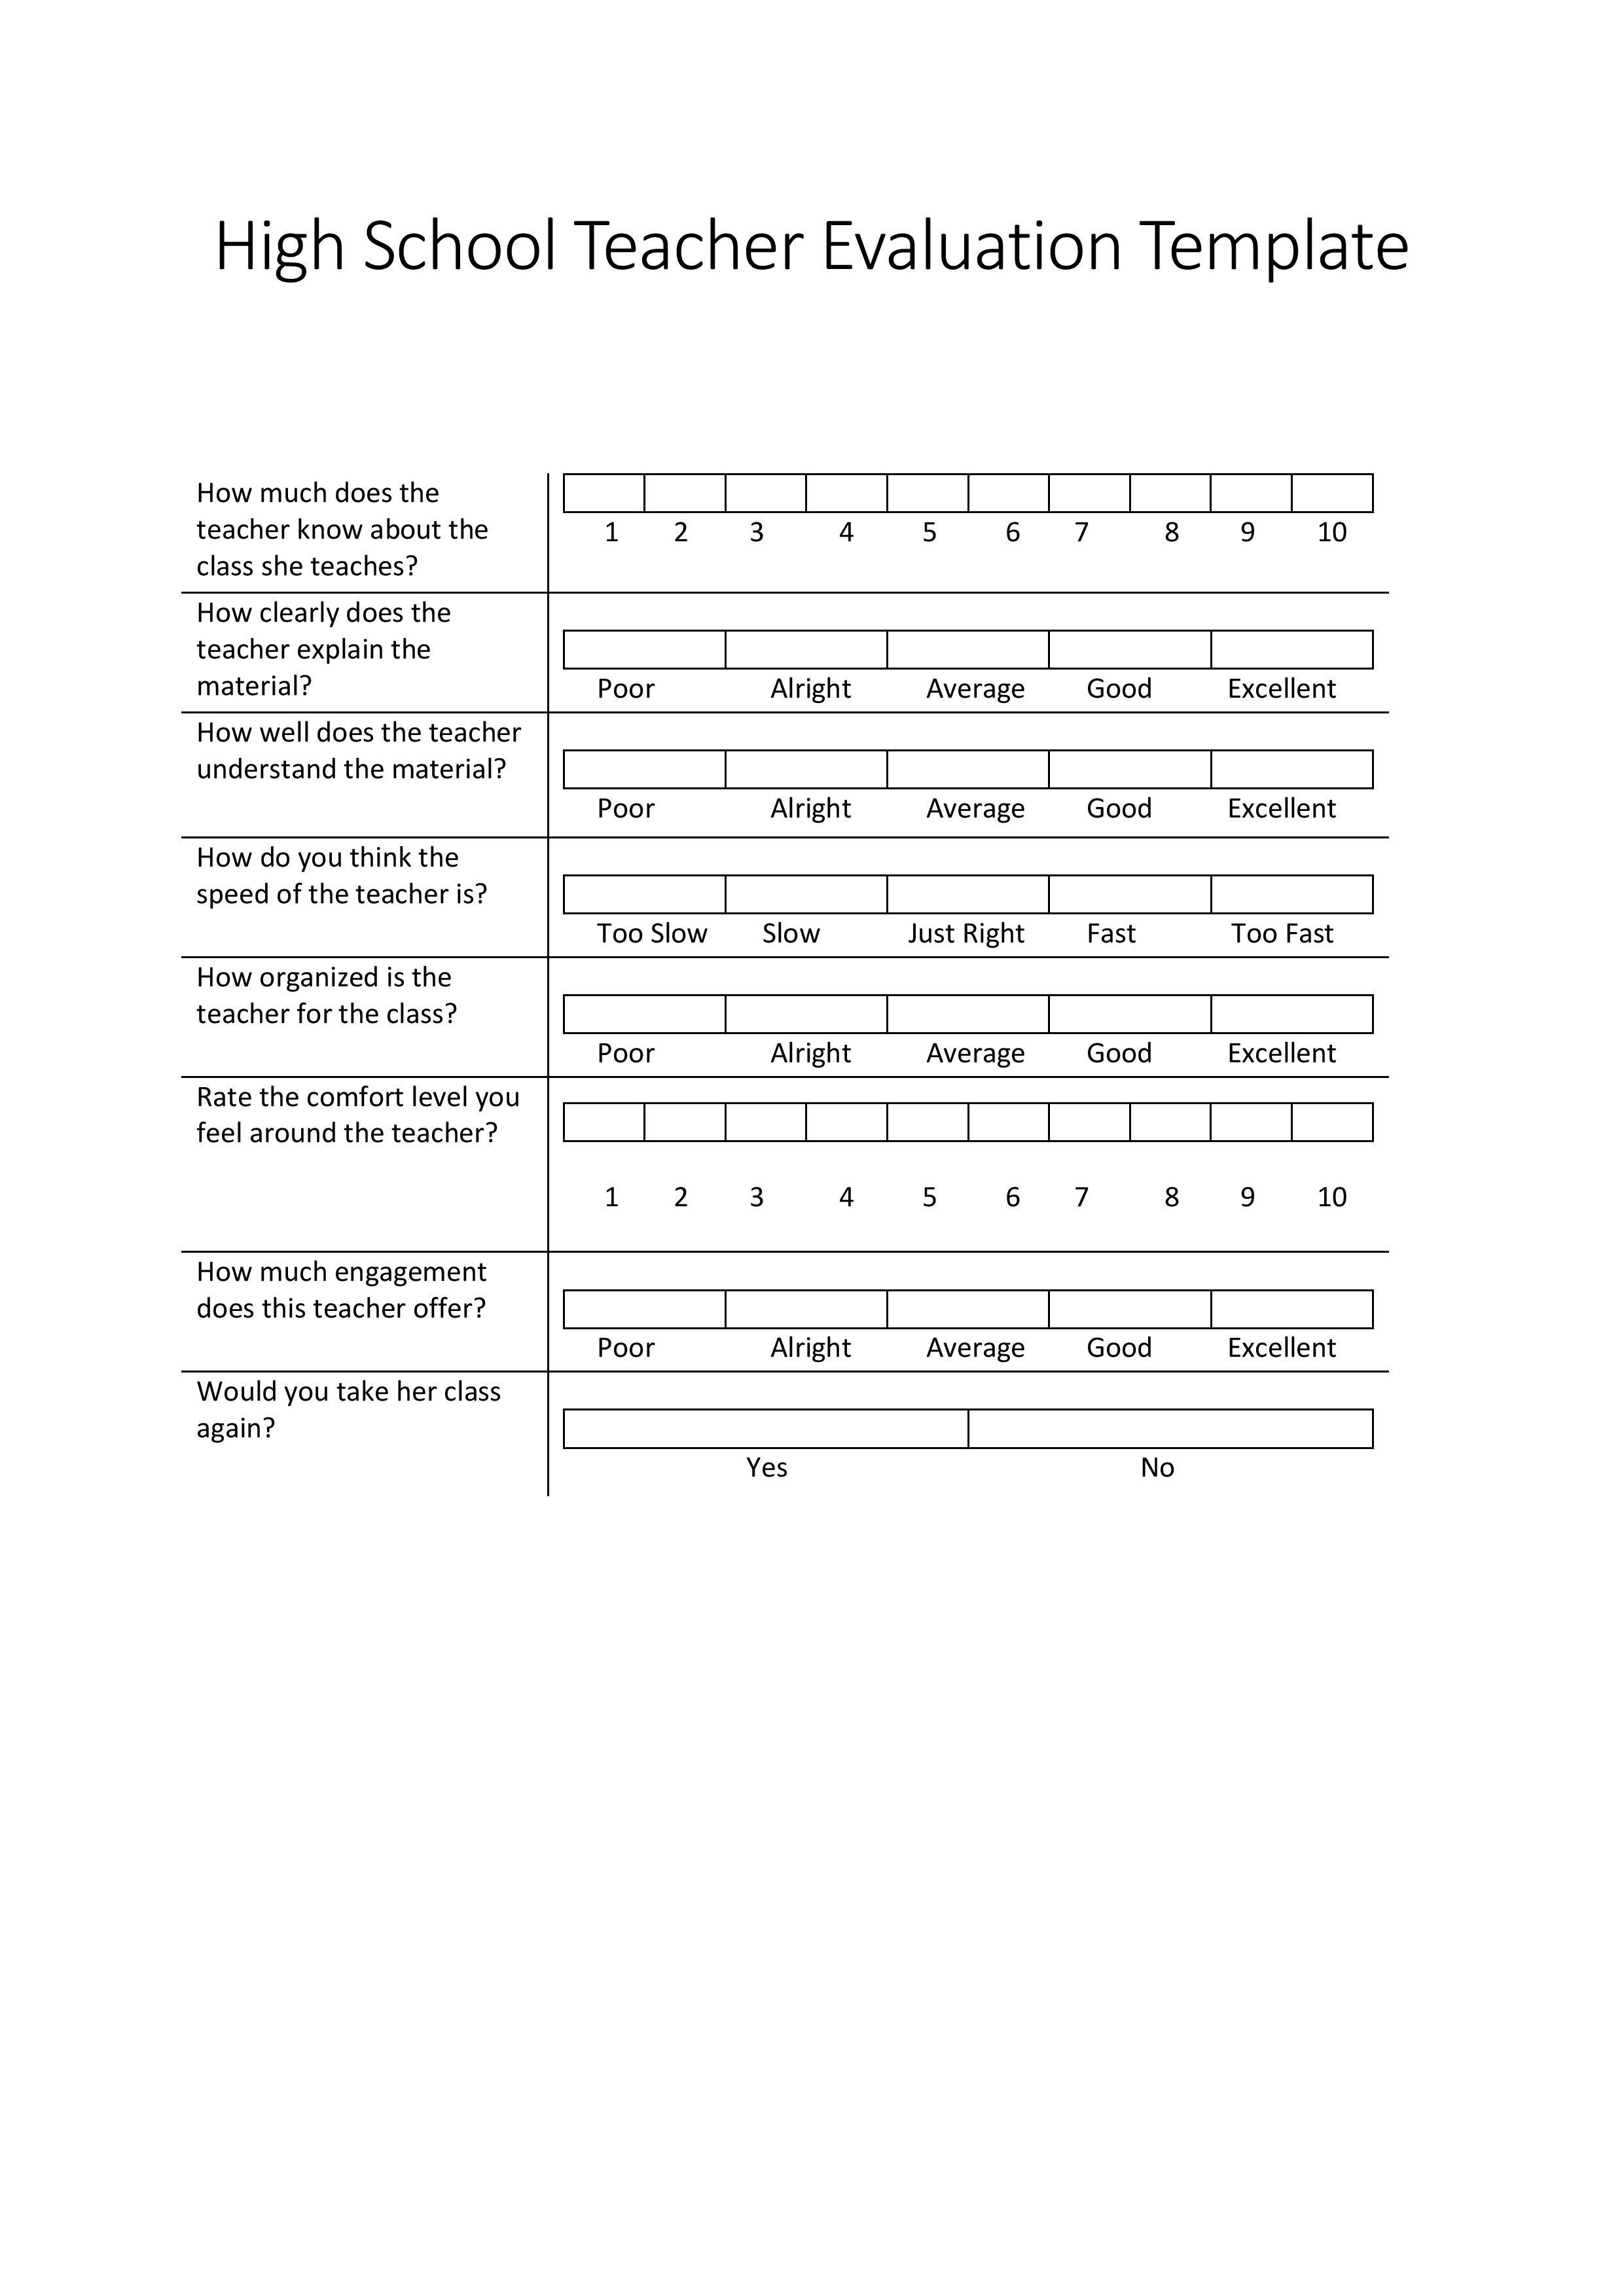 High School Teacher Evaluation Template
How much does the
teacher know about the
class she teaches?
1 2 3 4 5 6 7 8 9 10
How clearly does the
teacher explain the
material?
Poor Alright Average Good Excellent
How well does the teacher
understand the material?
Poor Alright Average Good Excellent
How do you think the
speed of the teacher is?
Too Slow Slow Just Right Fast Too Fast
How organized is the
teacher for the class?
Poor Alright Average Good Excellent
Rate the comfort level you
feel around the teacher?
1 2 3 4 5 6 7 8 9 10
How much engagement
does this teacher offer?
Poor Alright Average Good Excellent
Would you take her class
again?
Yes No